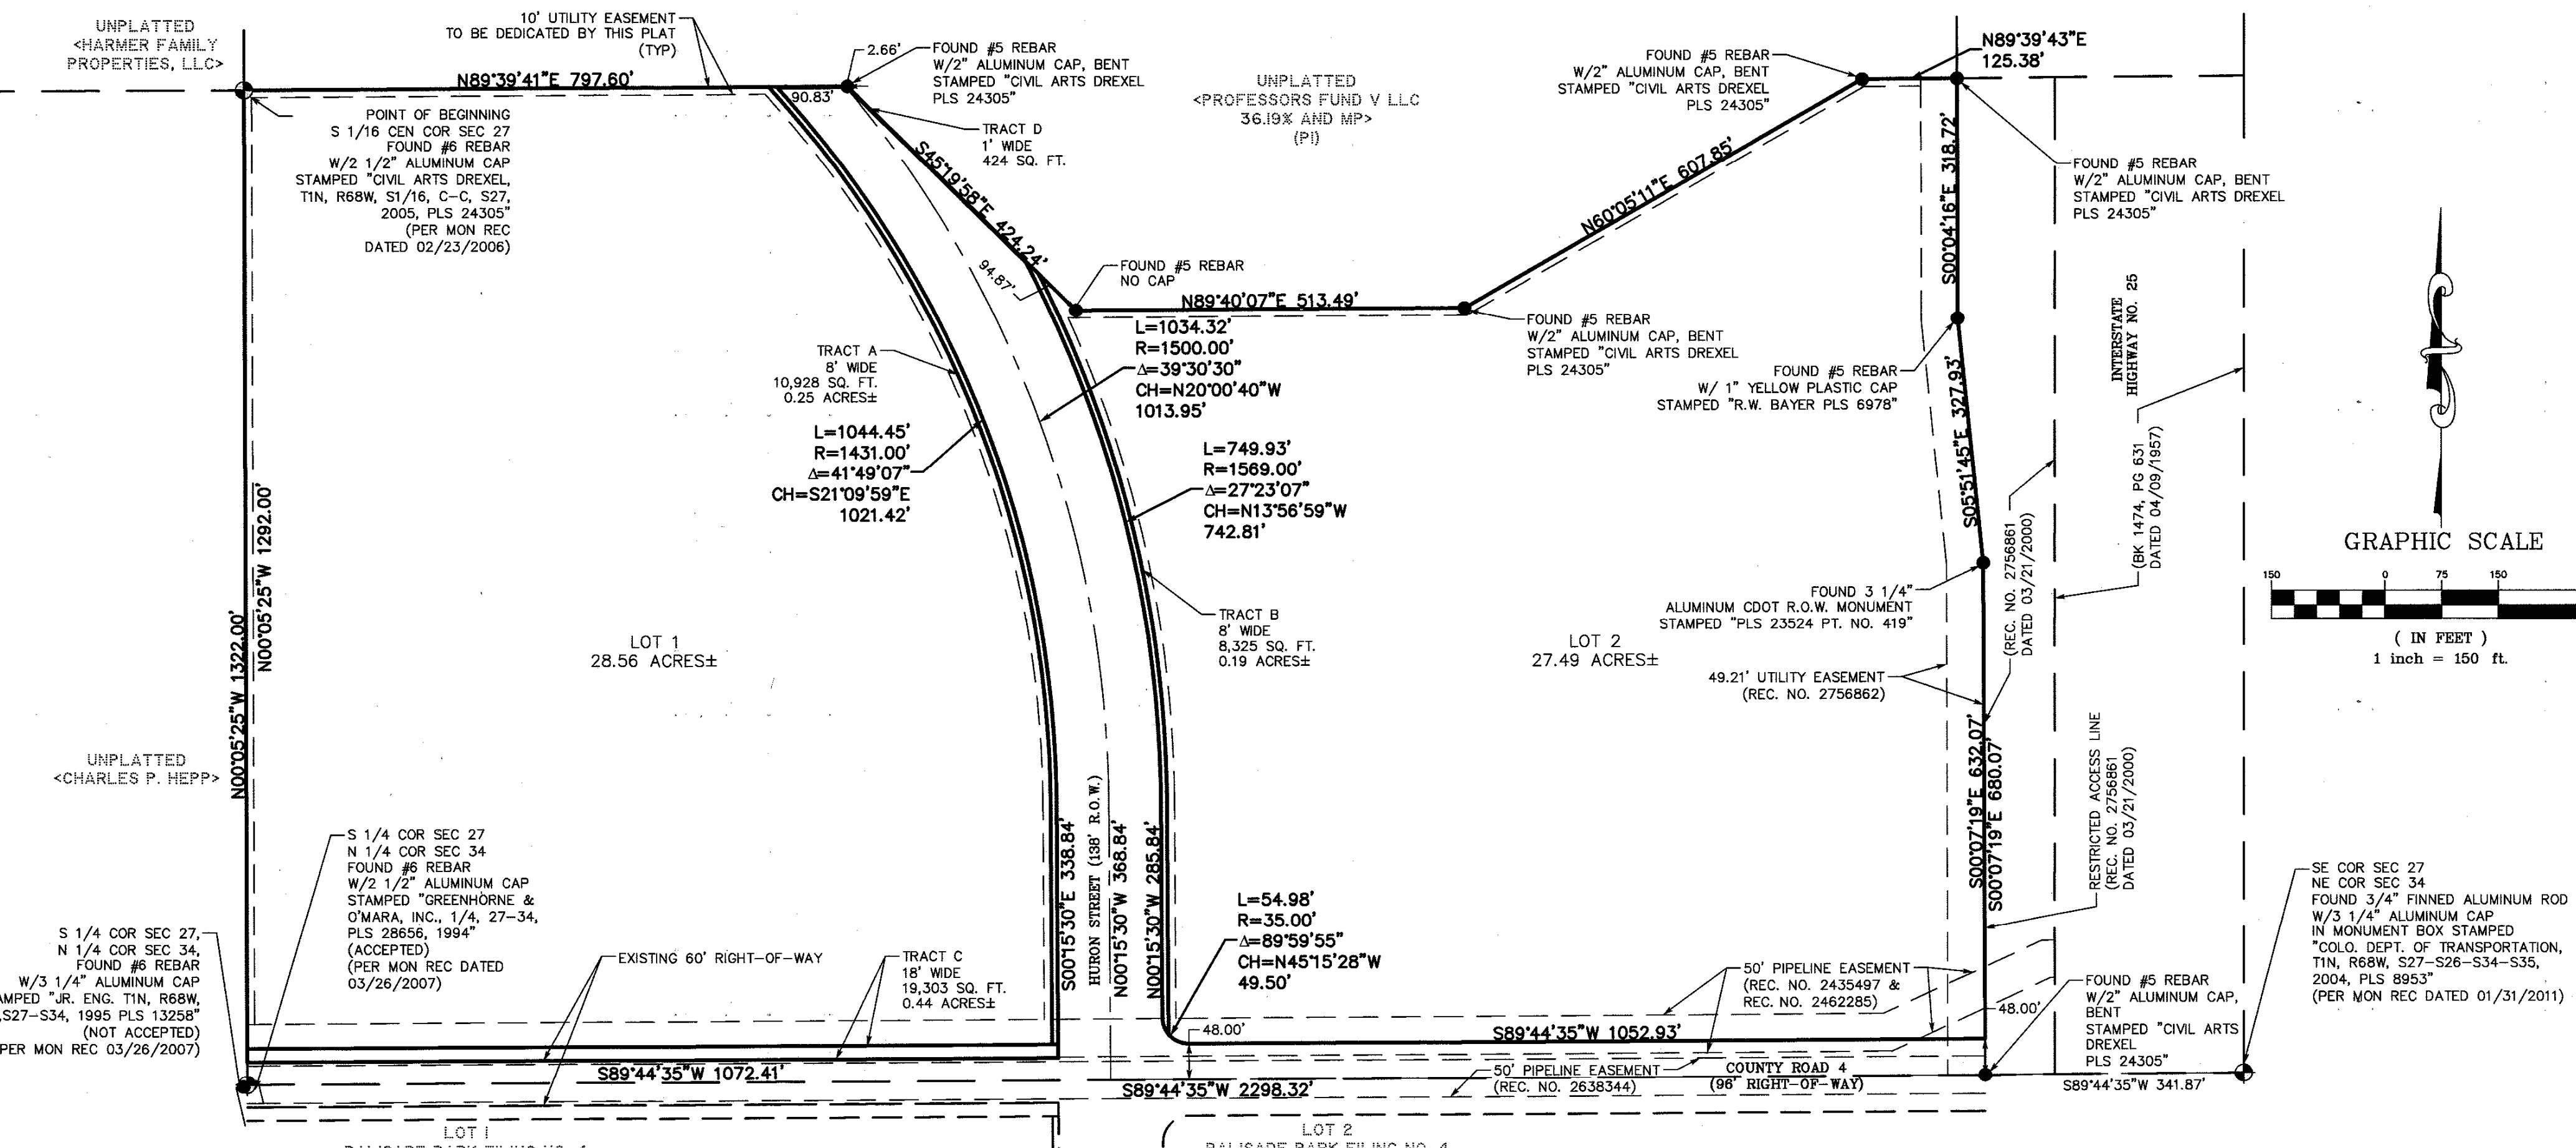 UNPLATTED
<HARMER FAMILY
PROPERTIES, LLC>
10' UTILITY EASEMENT
TO BE DEDICATED BY THIS PLAT
(TYP)
2.66'
FOUND #5 REBAR
W/2" ALUMINUM CAP, BENT
STAMPED "CIVIL ARTS DREXEL
PLS 24305"
N89°39'41"E 797.60'
90.83'
UNPLATTED
<PROFESSORS FUND V LLC
36.19% AND MP>
(PI)
FOUND #5 REBAR
W/2" ALUMINUM CAP, BENT
STAMPED "CIVIL ARTS DREXEL
PLS 24305"
N89°39'43"E
125.38'
POINT OF BEGINNING
S 1/16 CEN COR SEC 27
FOUND #6 REBAR
W/2 1/2" ALUMINUM CAP
STAMPED "CIVIL ARTS DREXEL,
T1N, R68W, S1/16, C-C, S27,
2005, PLS 24305"
(PER MON REC
DATED 02/23/2006)
TRACT D
1' WIDE
424 SQ. FT.
S45°19'58"E 424.24'
94.87'
FOUND #5 REBAR
NO CAP
N89°40'07"E 513.49'
N60°05'11"E 607.85'
S00°04'16"E 318.72'
FOUND #5 REBAR
W/2" ALUMINUM CAP, BENT
STAMPED "CIVIL ARTS DREXEL
PLS 24305"
FOUND #5 REBAR
W/2" ALUMINUM CAP, BENT
STAMPED "CIVIL ARTS DREXEL
PLS 24305"
FOUND #5 REBAR
W/ 1" YELLOW PLASTIC CAP
STAMPED "R.W. BAYER PLS 6978"
S05°51'45"E 327.93'
INTERSTATE
HIGHWAY NO. 25
(BK 1474, PG 631
DATED 04/09/1957)
(REC. NO. 2756861
DATED 03/21/2000)
L=1034.32'
R=1500.00'
Δ=39°30'30"
CH=N20°00'40"W
1013.95'
TRACT A
8' WIDE
10,928 SQ. FT.
0.25 ACRES±
L=1044.45'
R=1431.00'
Δ=41°49'07"
CH=S21°09'59"E
1021.42'
L=749.93'
R=1569.00'
Δ=27°23'07"
CH=N13°56'59"W
742.81'
GRAPHIC SCALE
150 0 75 150
( IN FEET )
1 inch = 150 ft.
N00°05'25"W 1322.00'
N00°05'25"W 1292.00'
LOT 1
28.56 ACRES±
TRACT B
8' WIDE
8,325 SQ. FT.
0.19 ACRES±
LOT 2
27.49 ACRES±
FOUND 3 1/4"
ALUMINUM CDOT R.O.W. MONUMENT
STAMPED "PLS 23524 PT. NO. 419"
49.21' UTILITY EASEMENT
(REC. NO. 2756862)
S00°07'19"E 632.07'
S00°07'19"E 680.07'
RESTRICTED ACCESS LINE
(REC. NO. 2756861
DATED 03/21/2000)
UNPLATTED
<CHARLES P. HEPP>
S 1/4 COR SEC 27
N 1/4 COR SEC 34
FOUND #6 REBAR
W/2 1/2" ALUMINUM CAP
STAMPED "GREENHORNE &
O'MARA, INC., 1/4, 27-34,
PLS 28656, 1994"
(ACCEPTED)
(PER MON REC DATED
03/26/2007)
S 1/4 COR SEC 27,
N 1/4 COR SEC 34,
FOUND #6 REBAR
W/3 1/4" ALUMINUM CAP
AMPED "JR. ENG. T1N, R68W,
,S27-S34, 1995 PLS 13258"
(NOT ACCEPTED)
PER MON REC 03/26/2007)
EXISTING 60' RIGHT-OF-WAY
TRACT C
18' WIDE
19,303 SQ. FT.
0.44 ACRES±
S00°15'30"E 338.84'
HURON STREET (138' R.O.W.)
N00°15'30"W 368.84'
N00°15'30"W 285.84'
L=54.98'
R=35.00'
Δ=89°59'55"
CH=N45°15'28"W
49.50'
48.00'
S89°44'35"W 1052.93'
50' PIPELINE EASEMENT
(REC. NO. 2435497 &
REC. NO. 2462285)
48.00'
SE COR SEC 27
NE COR SEC 34
FOUND 3/4" FINNED ALUMINUM ROD
W/3 1/4" ALUMINUM CAP
IN MONUMENT BOX STAMPED
"COLO. DEPT. OF TRANSPORTATION,
T1N, R68W, S27-S26-S34-S35,
2004, PLS 8953"
(PER MON REC DATED 01/31/2011)
FOUND #5 REBAR
W/2" ALUMINUM CAP,
BENT
STAMPED "CIVIL ARTS
DREXEL
PLS 24305"
S89°44'35"W 1072.41'
50' PIPELINE EASEMENT
(REC. NO. 2638344)
COUNTY ROAD 4
(96' RIGHT-OF-WAY)
S89°44'35"W 2298.32'
S89°44'35"W 341.87'
LOT 1
LOT 2
PALISADE PARK FILING NO. 4